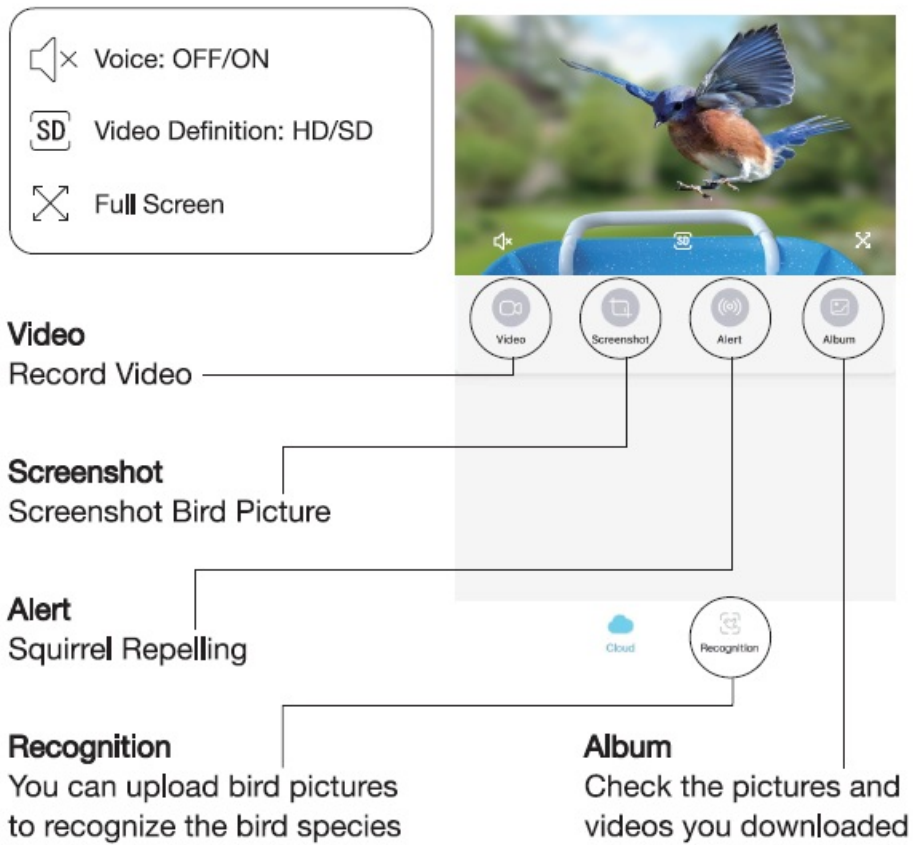 Voice: OFF/ON
SD
Video Definition: HD/SD
Full Screen
SD
Video
Screenshot
Alert
Album
Video
Record Video
Screenshot
Screenshot Bird Picture
Alert
Squirrel Repelling
Cloud
Recognition
Recognition
You can upload bird pictures
to recognize the bird species
Album
Check the pictures and
videos you downloaded